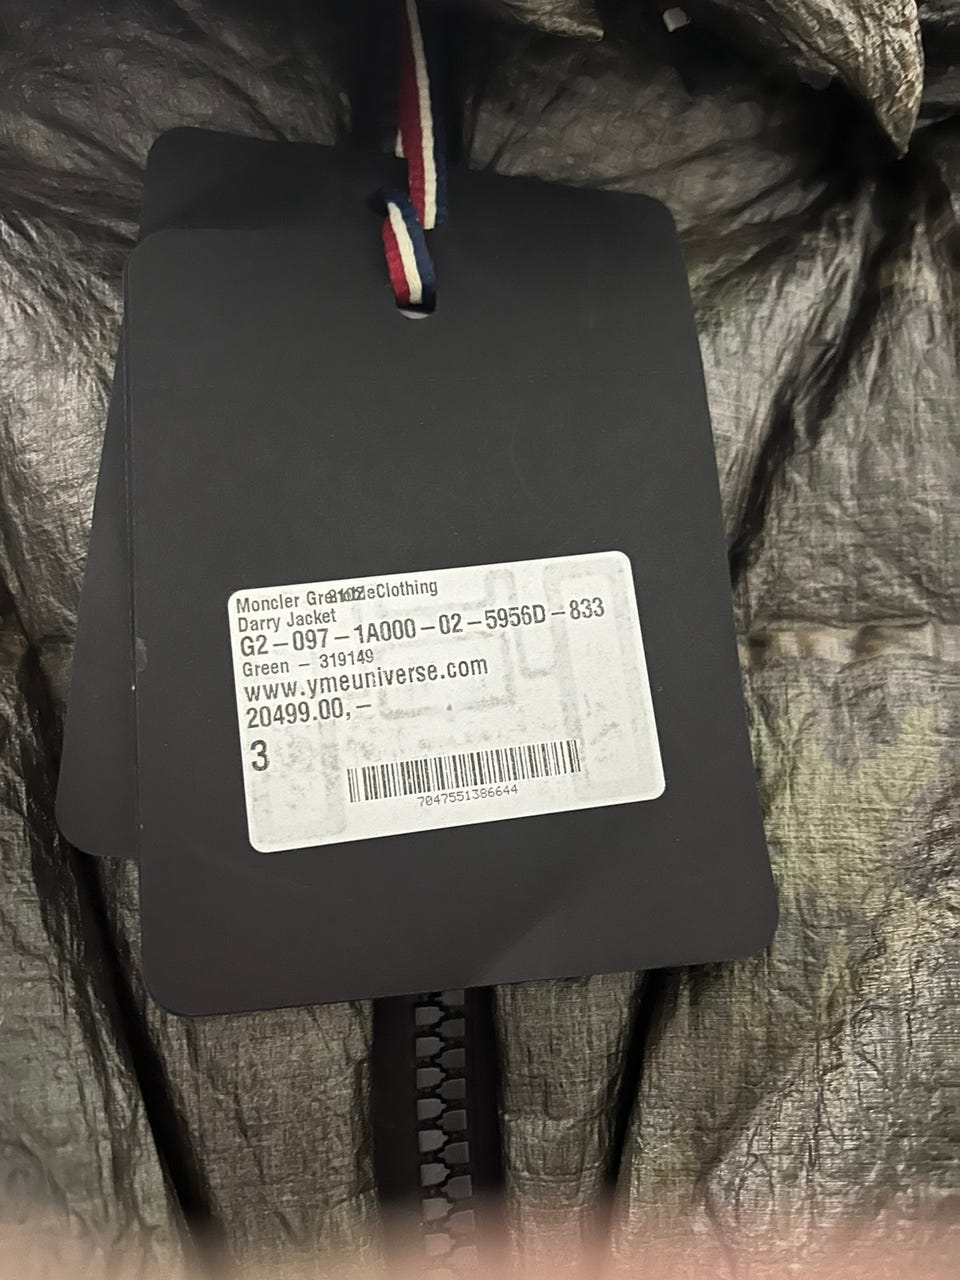 Moncler Grenoble Clothing
Darry Jacket
G2-097-1A000-02-5956D-833
Green - 319149
www.ymeuniverse.com
20499.00,-
3
7047551386644